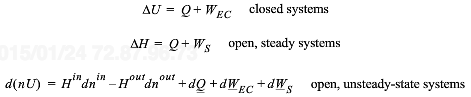 ΔU = Q + W_EC closed systems
ΔH = Q + W_S open, steady systems
d(nU) = H^in dn^in – H^out dn^out + dQ + dW_EC + dW_S open, unsteady-state systems